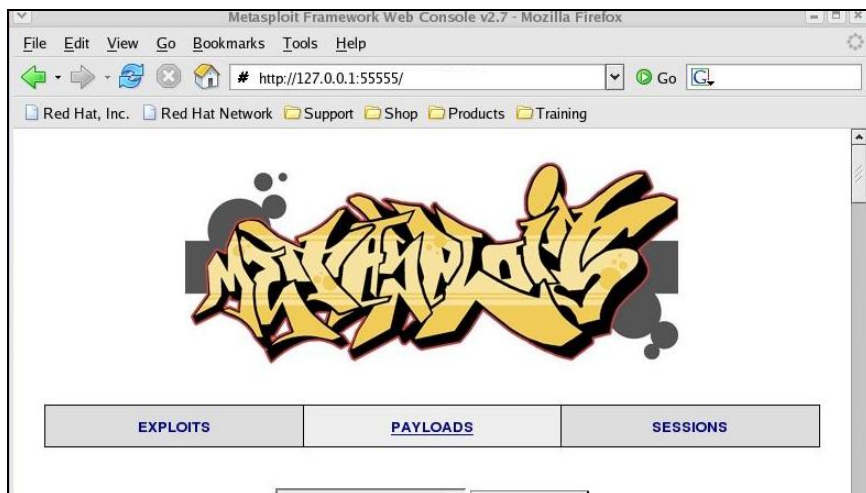 Metasploit Framework Web Console v2.7 - Mozilla Firefox
File Edit View Go Bookmarks Tools Help
http://127.0.0.1:55555/ Go G
Red Hat, Inc. Red Hat Network Support Shop Products Training
METASPLOIT
EXPLOITS PAYLOADS SESSIONS